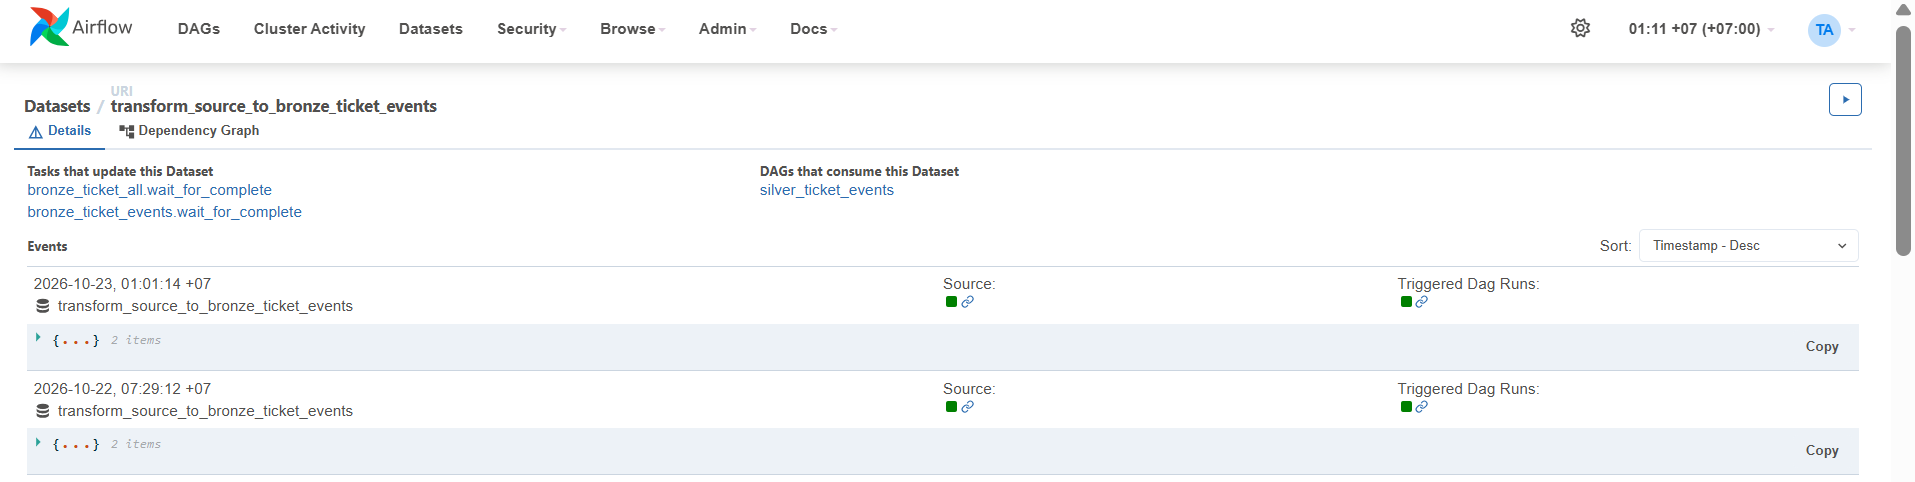 Airflow DAGs Cluster Activity Datasets Security Browse Admin Docs 01:11 +07 (+07:00) TA
URI
Datasets / transform_source_to_bronze_ticket_events
Details Dependency Graph
Tasks that update this Dataset
bronze_ticket_all.wait_for_complete
bronze_ticket_events.wait_for_complete
DAGs that consume this Dataset
silver_ticket_events
Events
Sort: Timestamp - Desc
2026-10-23, 01:01:14 +07 Source: Triggered Dag Runs:
transform_source_to_bronze_ticket_events
{...} 2 items Copy
2026-10-22, 07:29:12 +07 Source: Triggered Dag Runs:
transform_source_to_bronze_ticket_events
{...} 2 items Copy